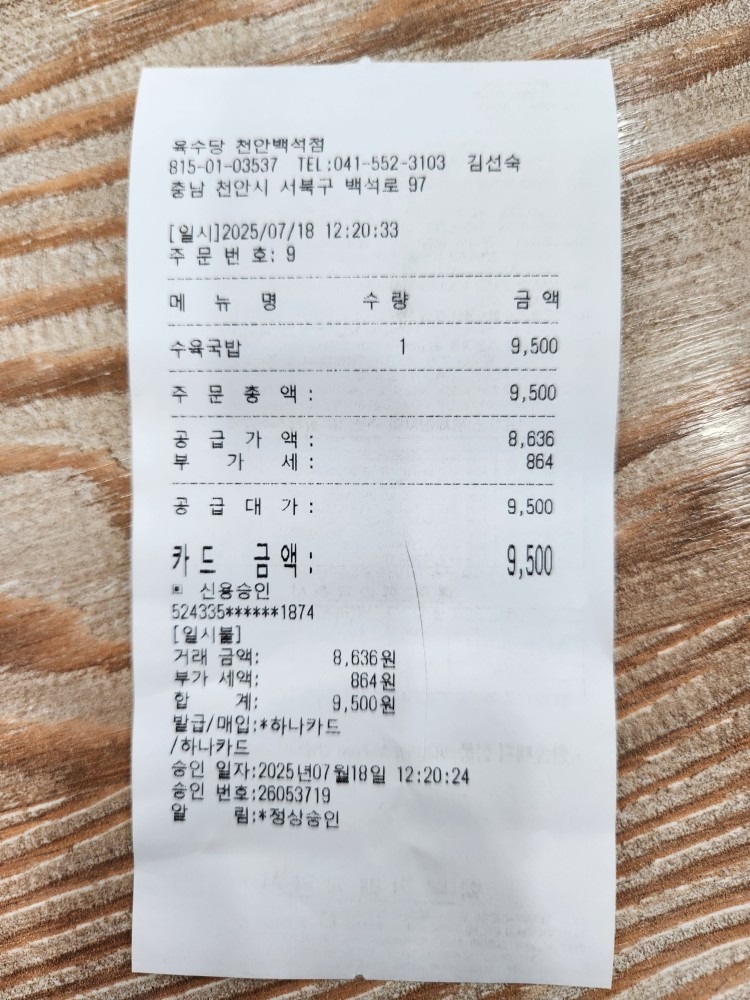 육수당 천안백석점
815-01-03537 TEL:041-552-3103 김선숙
충남 천안시 서북구 백석로 97
[일시]2025/07/18 12:20:33
주 문 번 호: 9
메 뉴 명 수 량 금 액
수육국밥 1 9,500
주 문 총 액 : 9,500
공 급 가 액 : 8,636
부 가 세 : 864
공 급 대 가 : 9,500
카드 금액: 9,500
▣ 신용승인
524335******1874
[일시불]
거래 금액: 8,636원
부가 세액: 864원
합 계: 9,500원
발급/매입:*하나카드
/하나카드
승인 일자:2025년07월18일 12:20:24
승인 번호:26053719
알 림:*정상승인